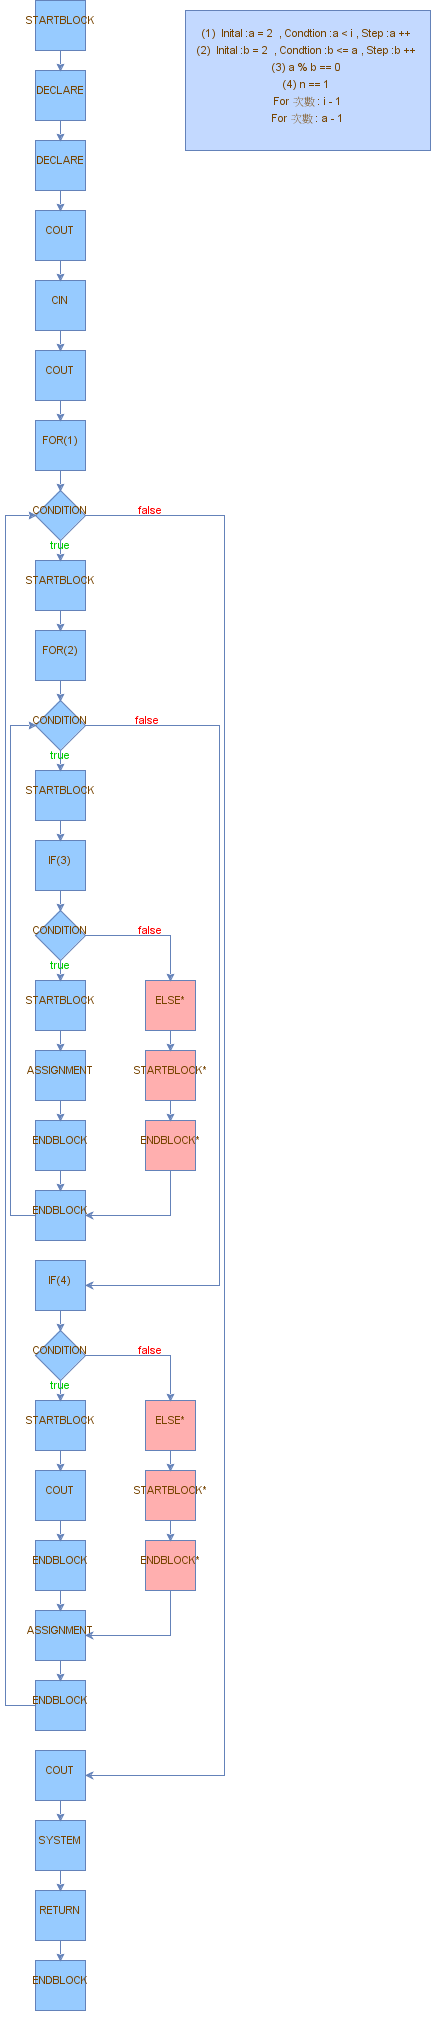 STARTBLOCK
(1) Inital :a = 2 , Condtion :a < i , Step :a ++
(2) Inital :b = 2 , Condtion :b <= a , Step :b ++
(3) a % b == 0
(4) n == 1
For 次數 : i - 1
For 次數 : a - 1
DECLARE
DECLARE
COUT
CIN
COUT
FOR(1)
CONDITION
false
true
STARTBLOCK
FOR(2)
CONDITION
false
true
STARTBLOCK
IF(3)
CONDITION
false
true
STARTBLOCK
ELSE*
ASSIGNMENT
STARTBLOCK*
ENDBLOCK
ENDBLOCK*
ENDBLOCK
IF(4)
CONDITION
false
true
STARTBLOCK
ELSE*
COUT
STARTBLOCK*
ENDBLOCK
ENDBLOCK*
ASSIGNMENT
ENDBLOCK
COUT
SYSTEM
RETURN
ENDBLOCK